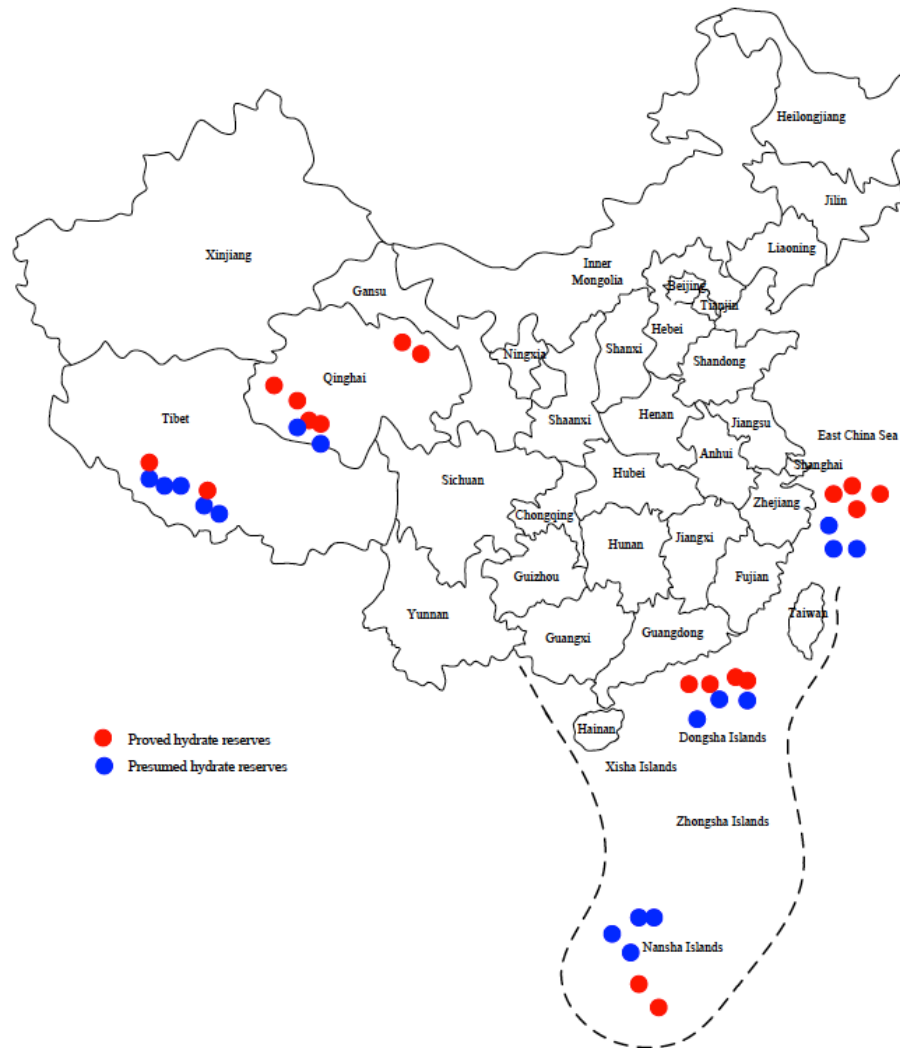 Heilongjiang
Jilin
Liaoning
Xinjiang
Inner
Mongolia
Gansu
Beijing
Tianjin
Hebei
Ningxia
Shanxi
Shandong
Qinghai
Tibet
Shaanxi
Henan
Jiangsu
East China Sea
Anhui
Shanghai
Sichuan
Hubei
Zhejiang
Chongqing
Hunan
Jiangxi
Guizhou
Fujian
Yunnan
Taiwan
Guangxi
Guangdong
Hainan
Dongsha Islands
Proved hydrate reserves
Presumed hydrate reserves
Xisha Islands
Zhongsha Islands
Nansha Islands